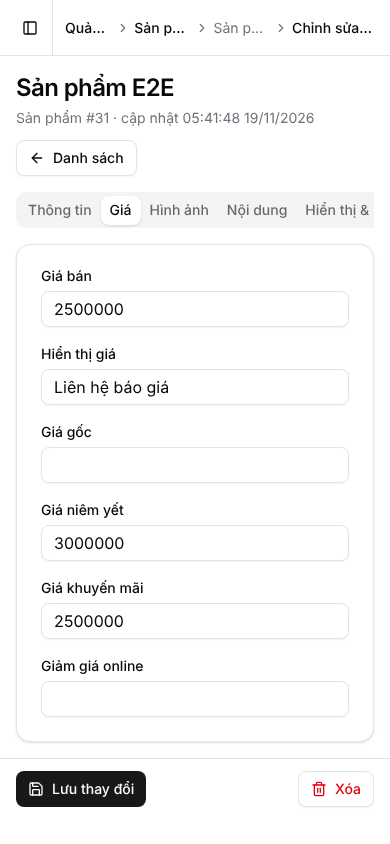 Quả... > Sản p... > Sản p... > Chỉnh sửa...
Sản phẩm E2E
Sản phẩm #31 · cập nhật 05:41:48 19/11/2026
Danh sách
Thông tin Giá Hình ảnh Nội dung Hiển thị &
Giá bán
2500000
Hiển thị giá
Liên hệ báo giá
Giá gốc
Giá niêm yết
3000000
Giá khuyến mãi
2500000
Giảm giá online
Lưu thay đổi Xóa